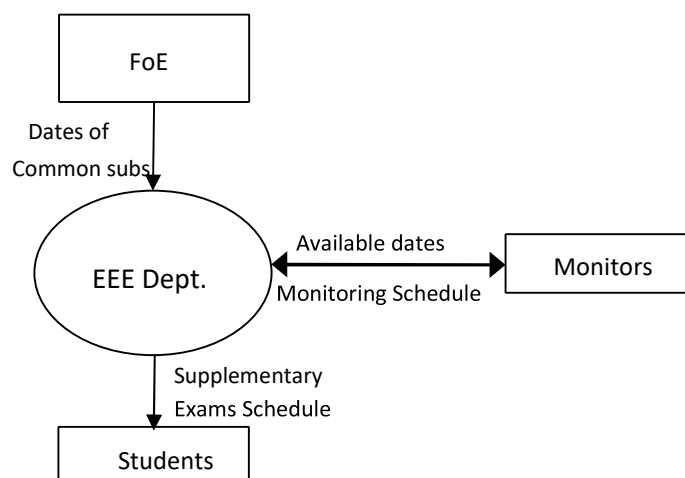 FoE
Dates of
Common subs
Available dates
EEE Dept.
Monitors
Monitoring Schedule
Supplementary
Exams Schedule
Students